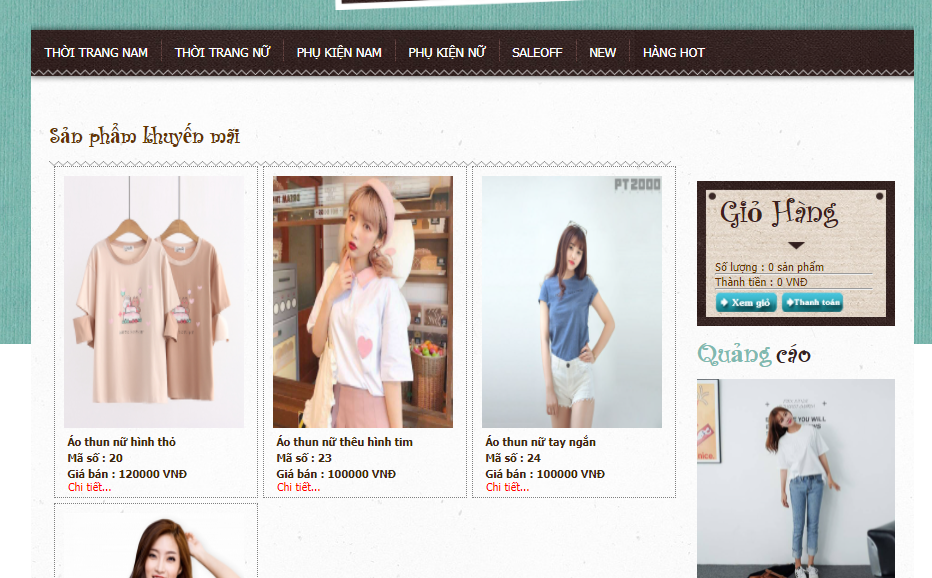 THỜI TRANG NAM THỜI TRANG NỮ PHỤ KIỆN NAM PHỤ KIỆN NỮ SALEOFF NEW HÀNG HOT
Sản phẩm khuyến mãi
PT2000
Áo thun nữ hình thỏ
Mã số : 20
Giá bán : 120000 VNĐ
Chi tiết...
Áo thun nữ thêu hình tim
Mã số : 23
Giá bán : 100000 VNĐ
Chi tiết...
Áo thun nữ tay ngắn
Mã số : 24
Giá bán : 100000 VNĐ
Chi tiết...
Giỏ Hàng
Số lượng : 0 sản phẩm
Thành tiền : 0 VNĐ
Xem giỏ Thanh toán
Quảng cáo
YOU WILL